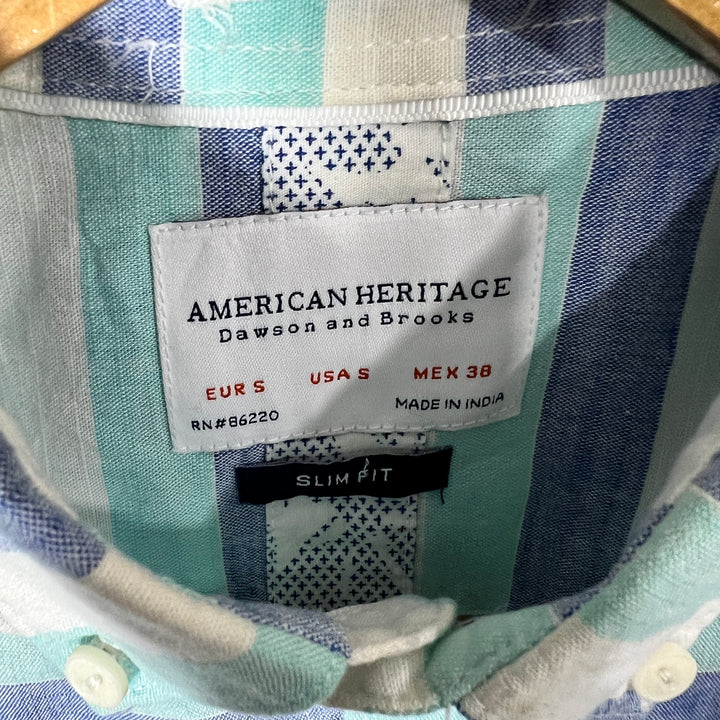 AMERICAN HERITAGE
Dawson and Brooks
EUR S USA S MEX 38
RN#86220 MADE IN INDIA
SLIM FIT